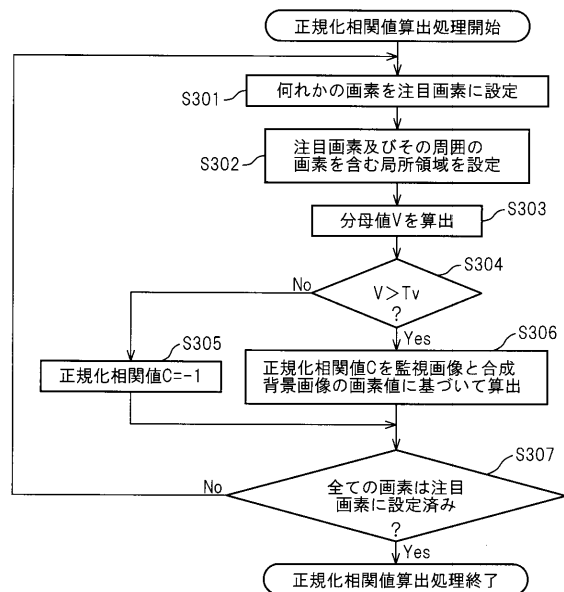 正規化相関値算出処理開始
S301
何れかの画素を注目画素に設定
S302
注目画素及びその周囲の
画素を含む局所領域を設定
S303
分母値Vを算出
S304
V>Tv
?
No
Yes
S305
正規化相関値C=-1
S306
正規化相関値Cを監視画像と合成
背景画像の画素値に基づいて算出
S307
全ての画素は注目
画素に設定済み
?
No
Yes
正規化相関値算出処理終了